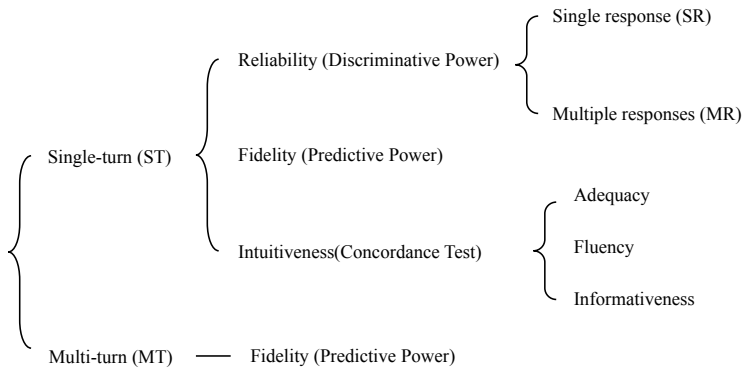 Single response (SR)
Reliability (Discriminative Power)
Multiple responses (MR)
Single-turn (ST)
Fidelity (Predictive Power)
Adequacy
Fluency
Intuitiveness(Concordance Test)
Informativeness
Multi-turn (MT)
Fidelity (Predictive Power)